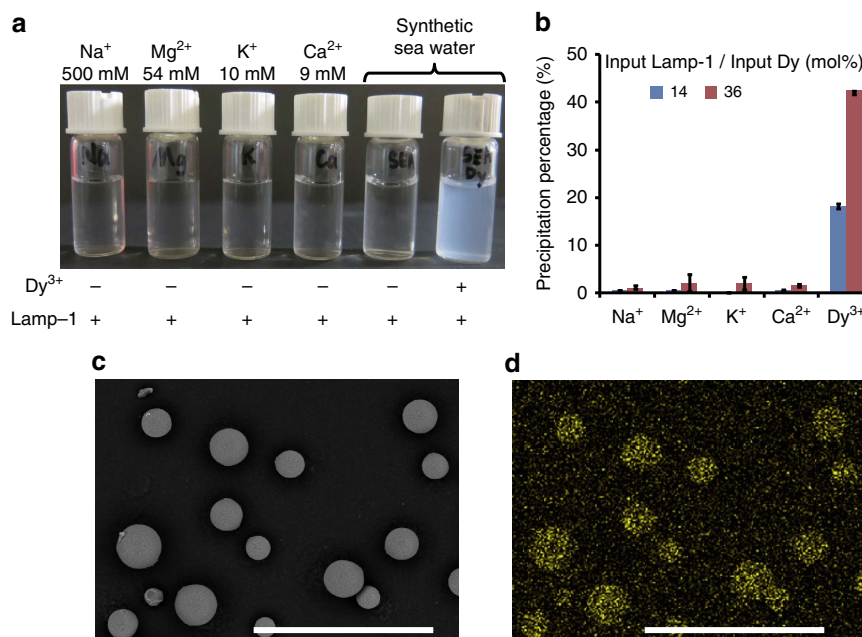 a
Na⁺ Mg²⁺ K⁺ Ca²⁺ Synthetic sea water
500 mM 54 mM 10 mM 9 mM
Na Mg K Ca SEA SEA Dy
Dy³⁺ – – – – – +
Lamp–1 + + + + + +
b
Input Lamp-1 / Input Dy (mol%)
14 36
Precipitation percentage (%)
50
40
30
20
10
0
Na⁺ Mg²⁺ K⁺ Ca²⁺ Dy³⁺
c
d